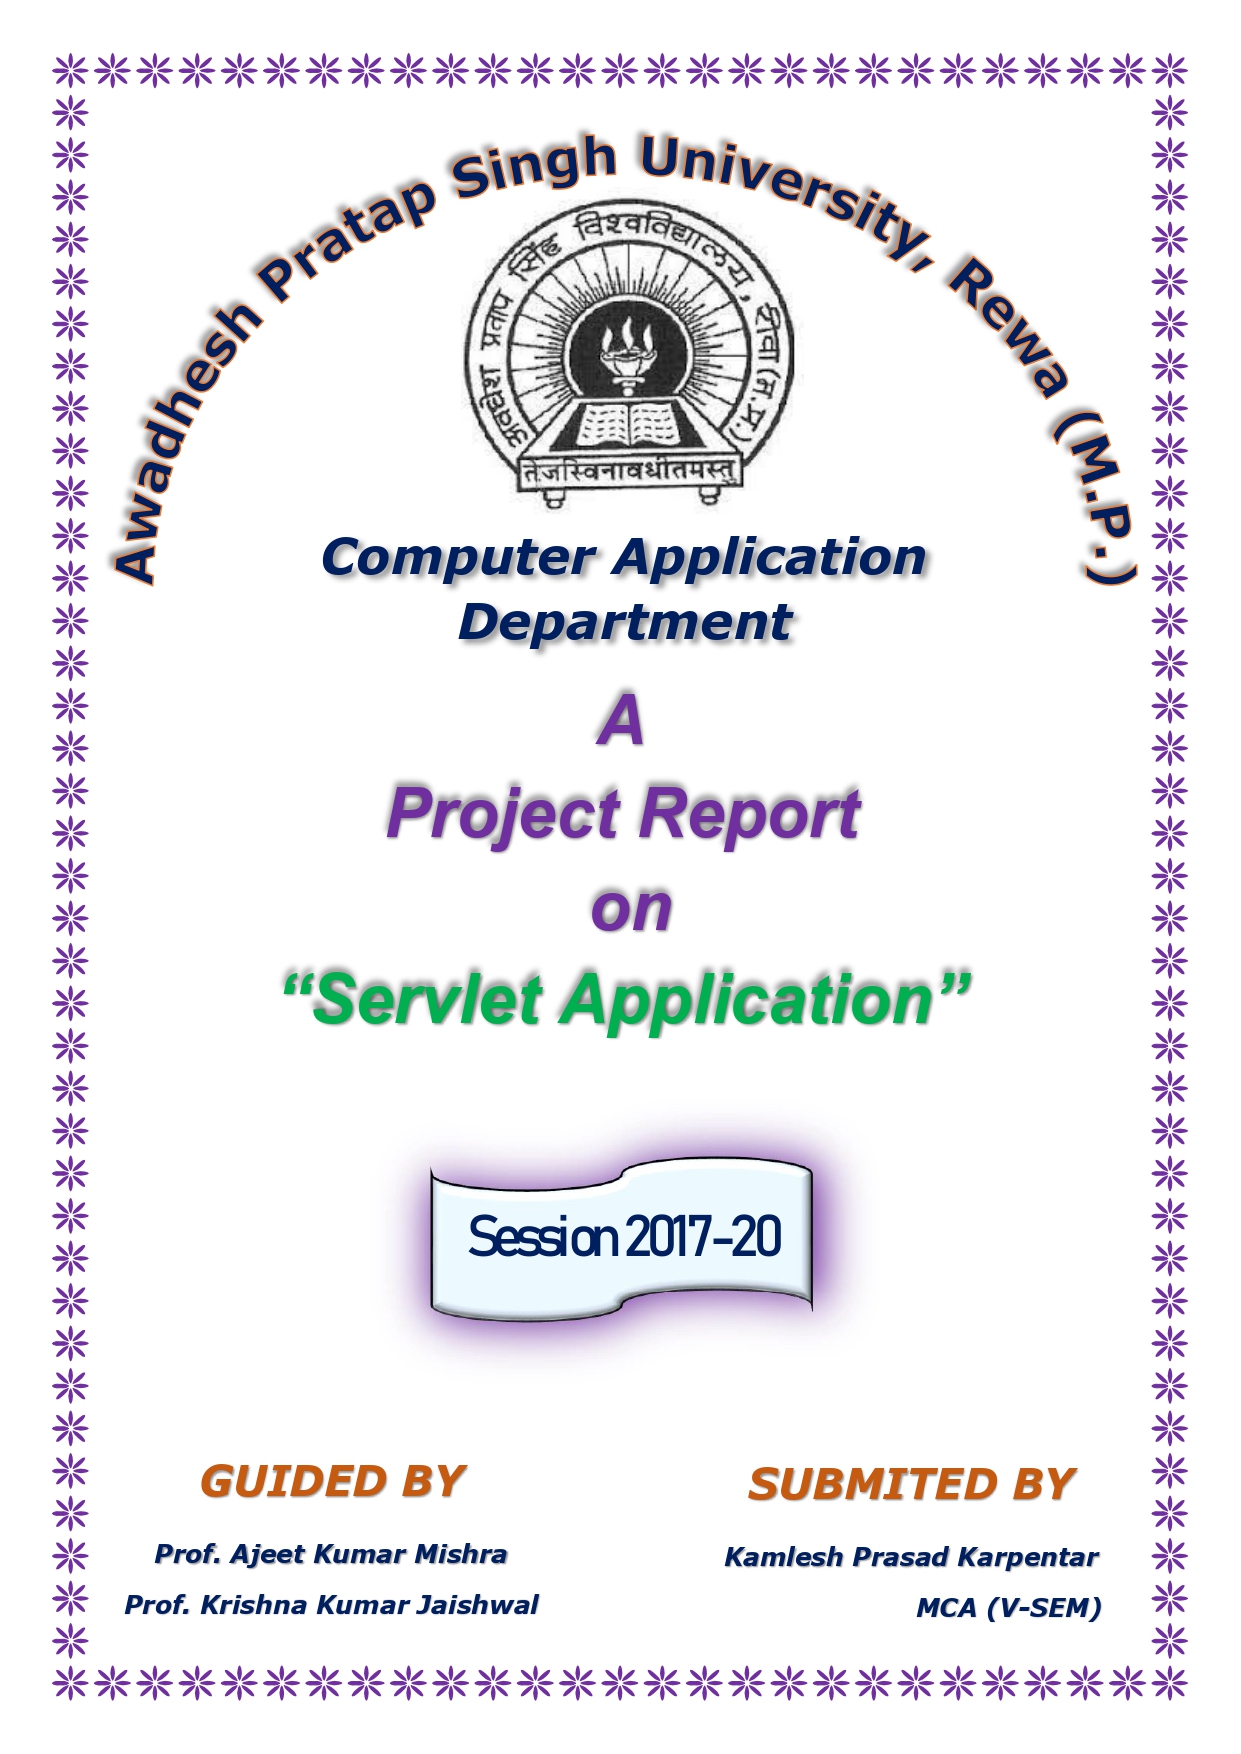 Awadhesh Pratap Singh University, Rewa (M.P.)
अवधेश प्रताप सिंह विश्वविद्यालय, रीवा (म.प्र.)
तेजस्विनावधीतमस्तु
Computer Application
Department
A
Project Report
on
“Servlet Application”
Session 2017-20
GUIDED BY
Prof. Ajeet Kumar Mishra
Prof. Krishna Kumar Jaishwal
SUBMITED BY
Kamlesh Prasad Karpentar
MCA (V-SEM)